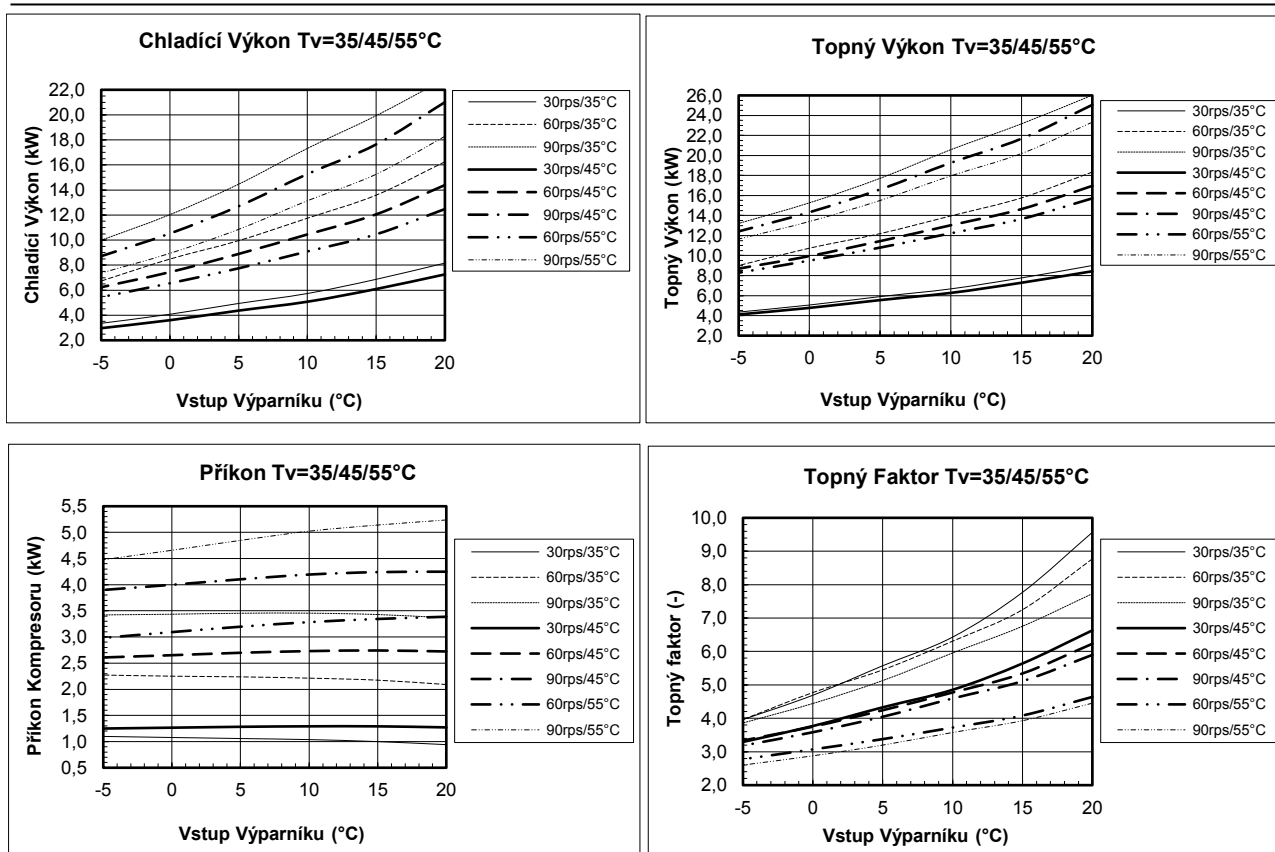 Chladící Výkon Tv=35/45/55°C
Chladící Výkon (kW)
22,0
20,0
18,0
16,0
14,0
12,0
10,0
8,0
6,0
4,0
2,0
-5 0 5 10 15 20
Vstup Výparníku (°C)
30rps/35°C
60rps/35°C
90rps/35°C
30rps/45°C
60rps/45°C
90rps/45°C
60rps/55°C
90rps/55°C
Topný Výkon Tv=35/45/55°C
Topný Výkon (kW)
26,0
24,0
22,0
20,0
18,0
16,0
14,0
12,0
10,0
8,0
6,0
4,0
2,0
-5 0 5 10 15 20
Vstup Výparníku (°C)
30rps/35°C
60rps/35°C
90rps/35°C
30rps/45°C
60rps/45°C
90rps/45°C
60rps/55°C
90rps/55°C
Příkon Tv=35/45/55°C
Příkon Kompresoru (kW)
5,5
5,0
4,5
4,0
3,5
3,0
2,5
2,0
1,5
1,0
0,5
-5 0 5 10 15 20
Vstup Výparníku (°C)
30rps/35°C
60rps/35°C
90rps/35°C
30rps/45°C
60rps/45°C
90rps/45°C
60rps/55°C
90rps/55°C
Topný Faktor Tv=35/45/55°C
Topný faktor (-)
10,0
9,0
8,0
7,0
6,0
5,0
4,0
3,0
2,0
-5 0 5 10 15 20
Vstup Výparníku (°C)
30rps/35°C
60rps/35°C
90rps/35°C
30rps/45°C
60rps/45°C
90rps/45°C
60rps/55°C
90rps/55°C